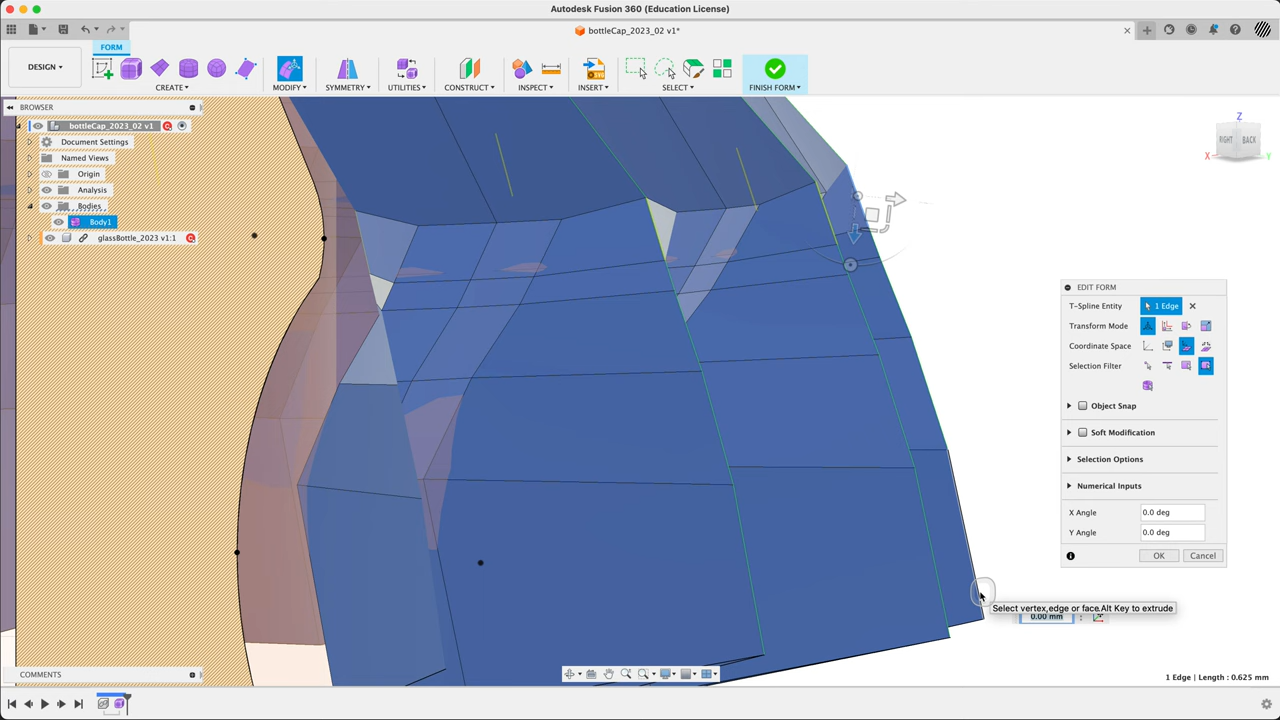 Autodesk Fusion 360 (Education License)
bottleCap_2023_02 v1*
FORM
DESIGN
CREATE
MODIFY
SYMMETRY
UTILITIES
CONSTRUCT
INSPECT
INSERT
SELECT
FINISH FORM
BROWSER
bottleCap_2023_02 v1
Document Settings
Named Views
Origin
Analysis
Bodies
Body1
glassBottle_2023 v1:1
Z
RIGHT
BACK
X
Y
EDIT FORM
T-Spline Entity
1 Edge
Transform Mode
Coordinate Space
Selection Filter
Object Snap
Soft Modification
Selection Options
Numerical Inputs
X Angle
0.0 deg
Y Angle
0.0 deg
OK
Cancel
Select vertex,edge or face.Alt Key to extrude
0.00 mm
COMMENTS
1 Edge | Length : 0.625 mm